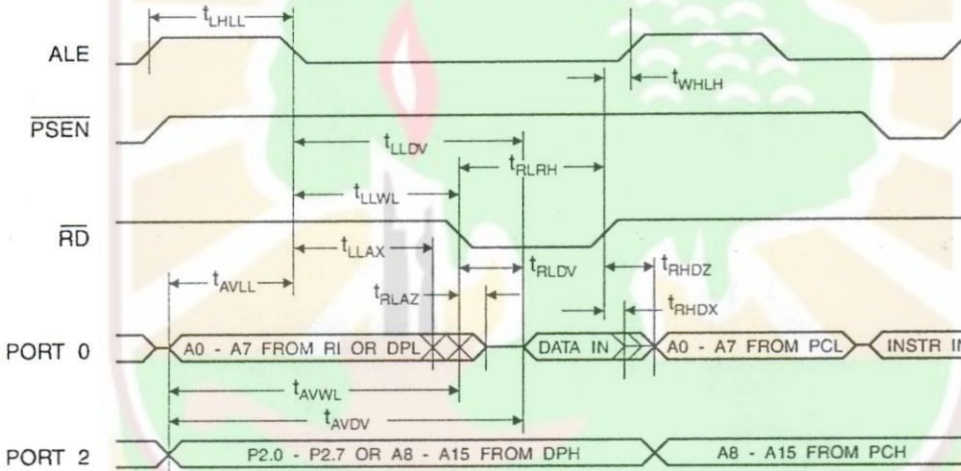 tLHLL
ALE
tWHLH
PSEN
tLLDV
tRLRH
tLLWL
RD
tLLAX
tRLDV
tRHDZ
tAVLL
tRLAZ
tRHDX
PORT 0
A0 - A7 FROM RI OR DPL
DATA IN
A0 - A7 FROM PCL
INSTR IN
tAVWL
tAVDV
PORT 2
P2.0 - P2.7 OR A8 - A15 FROM DPH
A8 - A15 FROM PCH